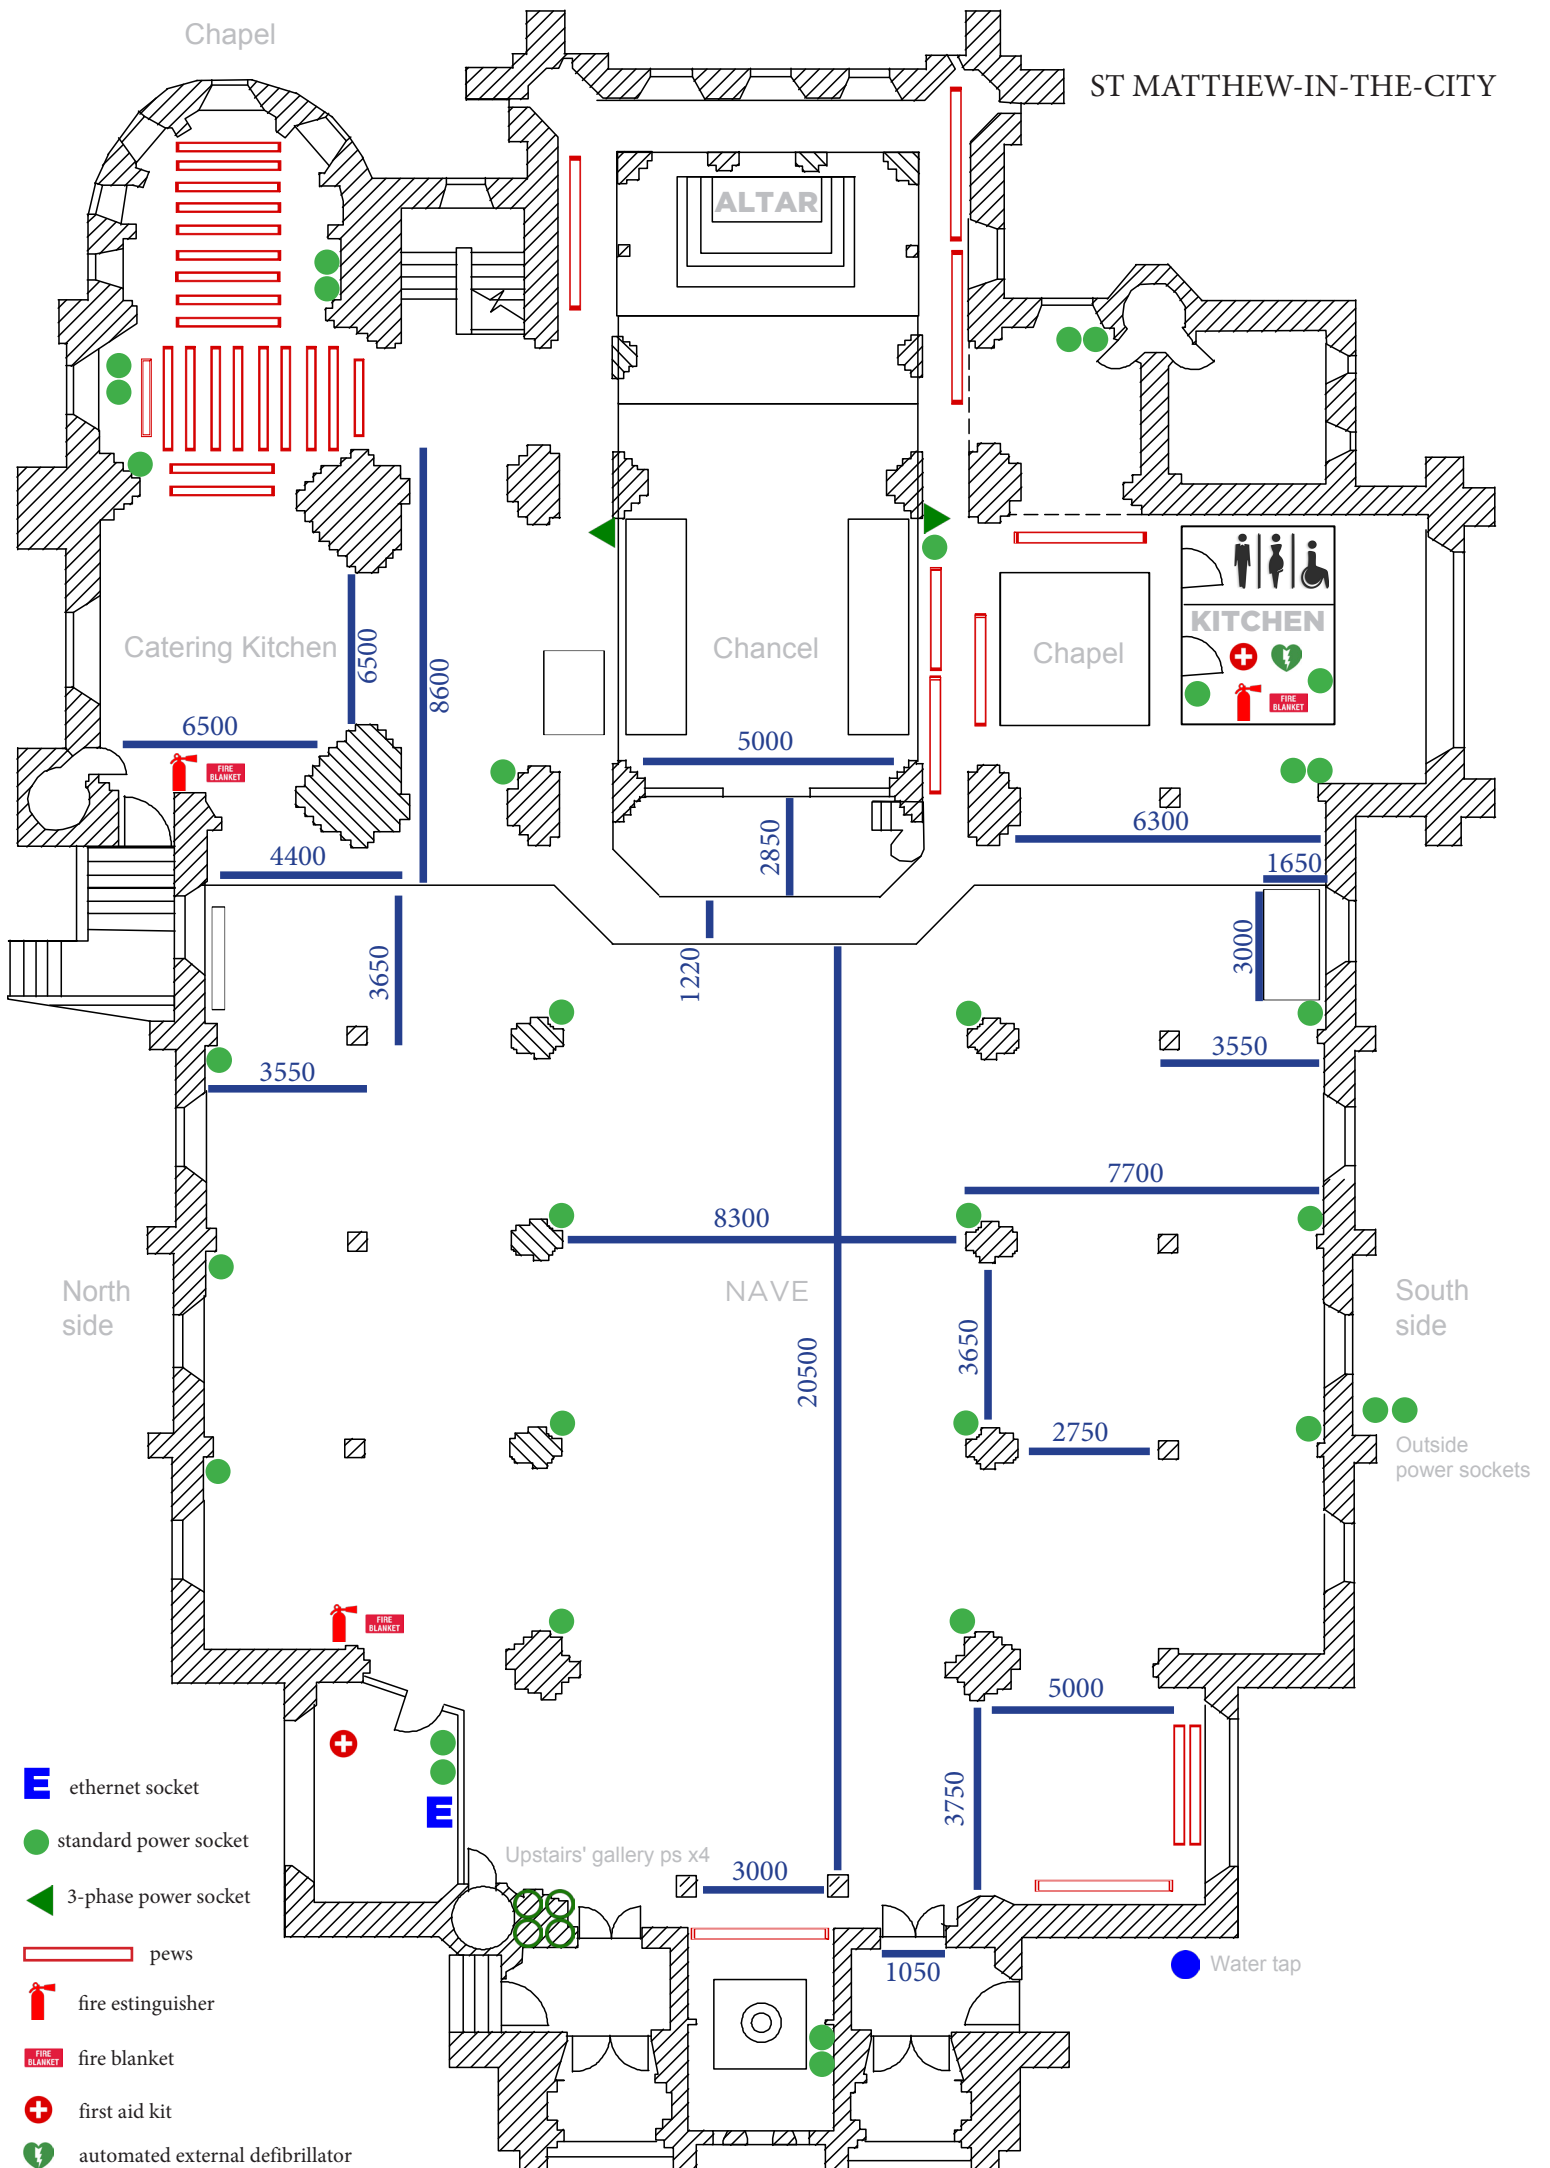 Chapel
ST MATTHEW-IN-THE-CITY
ALTAR
KITCHEN
FIRE
BLANKET
Catering Kitchen
6500
8600
Chancel
Chapel
6500
5000
FIRE
BLANKET
2850
6300
4400
1650
3650
1220
3000
3550
3550
7700
8300
North
side
NAVE
South
side
3650
20500
2750
Outside
power sockets
FIRE
BLANKET
5000
3750
E
ethernet socket
E
standard power socket
Upstairs' gallery ps x4
3000
3-phase power socket
pews
1050
Water tap
fire estinguisher
FIRE
BLANKET
fire blanket
first aid kit
automated external defibrillator